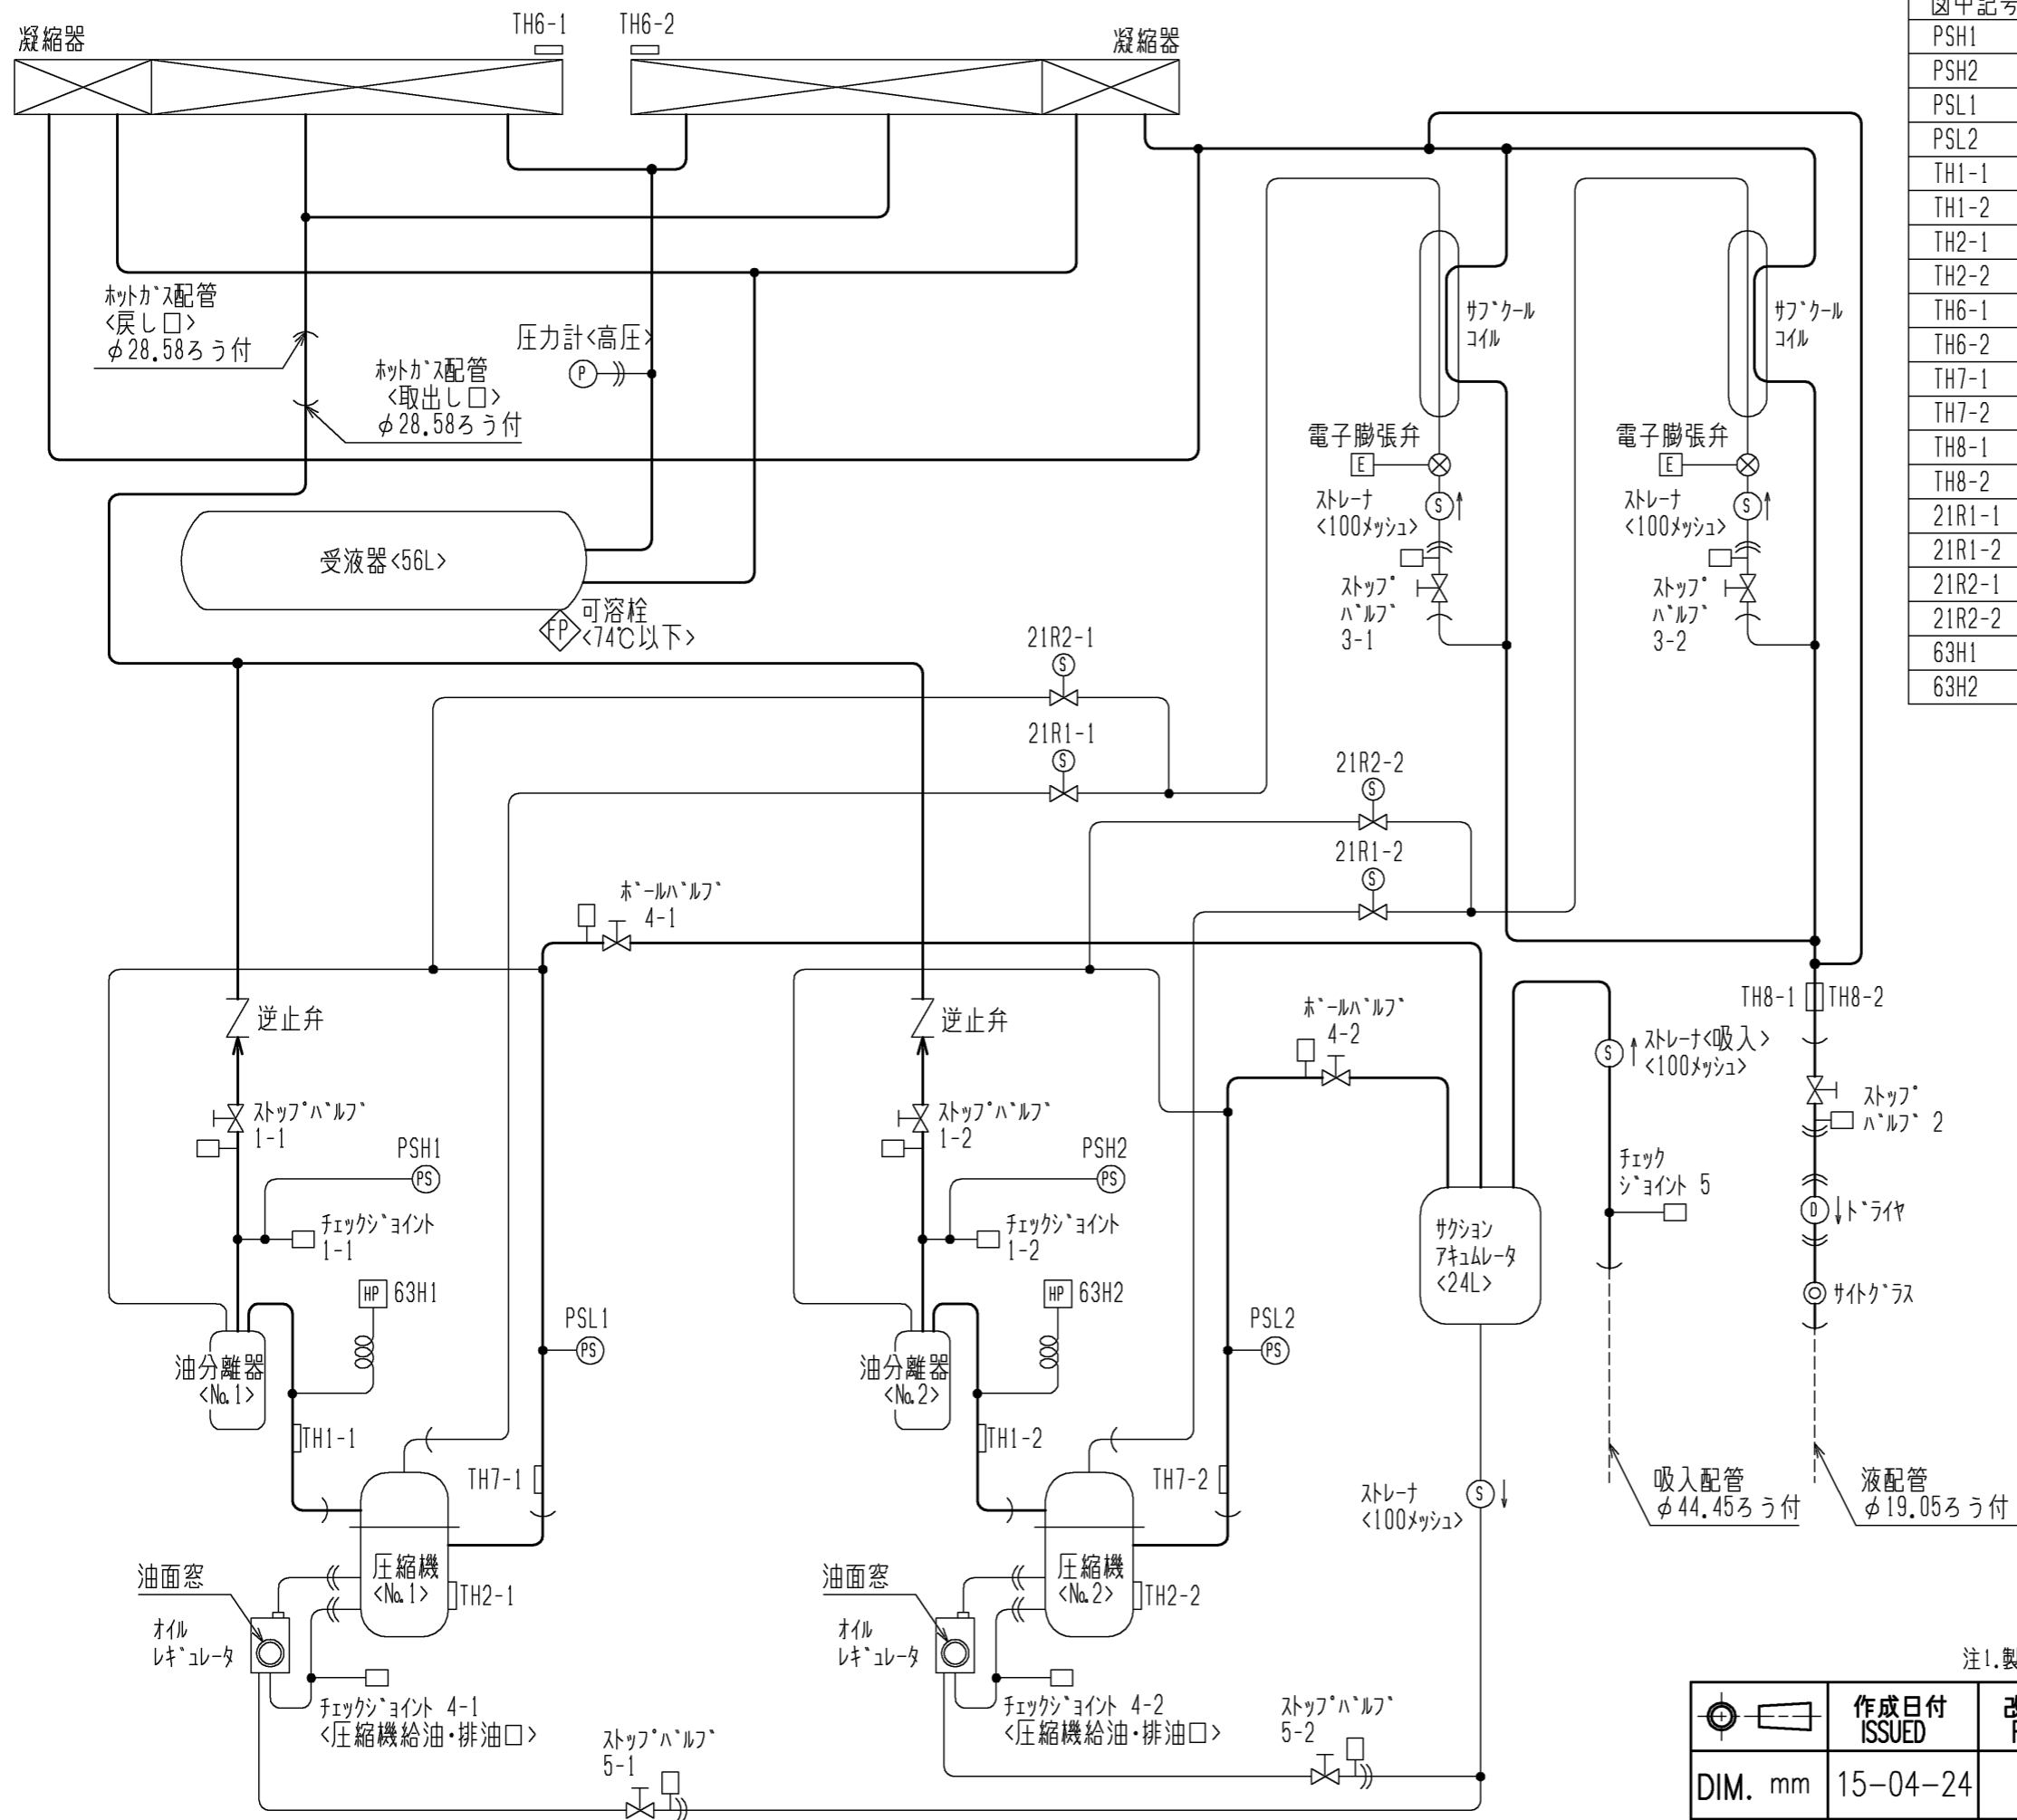 凝縮器
TH6-1
TH6-2
凝縮器
ホットガス配管
<戻し口>
φ28.58ろう付
ホットガス配管
<取出し口>
φ28.58ろう付
圧力計<高圧>
P
受液器<56L>
FP
可溶栓
<74℃以下>
サブクール
コイル
サブクール
コイル
電子膨張弁
E
電子膨張弁
E
ストレーナ
<100メッシュ>
S
ストレーナ
<100メッシュ>
S
ストップ
バルブ
3-1
ストップ
バルブ
3-2
21R2-1
S
21R1-1
S
21R2-2
S
21R1-2
S
ボールバルブ
4-1
ボールバルブ
4-2
逆止弁
逆止弁
ストップバルブ
1-1
ストップバルブ
1-2
PSH1
PS
PSH2
PS
チェックジョイント
1-1
チェックジョイント
1-2
HP 63H1
HP 63H2
PSL1
PS
PSL2
PS
油分離器
<No.1>
油分離器
<No.2>
TH1-1
TH1-2
TH7-1
TH7-2
圧縮機
<No.1>
圧縮機
<No.2>
TH2-1
TH2-2
油面窓
油面窓
オイル
レギュレータ
オイル
レギュレータ
チェックジョイント 4-1
<圧縮機給油・排油口>
チェックジョイント 4-2
<圧縮機給油・排油口>
ストップバルブ
5-1
ストップバルブ
5-2
サクション
アキュムレータ
<24L>
ストレーナ
<100メッシュ>
S
S
ストレーナ<吸入>
<100メッシュ>
チェック
ジョイント 5
TH8-1 TH8-2
ストップ
バルブ 2
D
ドライヤ
サイトグラス
吸入配管
φ44.45ろう付
液配管
φ19.05ろう付
図中記号
PSH1
PSH2
PSL1
PSL2
TH1-1
TH1-2
TH2-1
TH2-2
TH6-1
TH6-2
TH7-1
TH7-2
TH8-1
TH8-2
21R1-1
21R1-2
21R2-1
21R2-2
63H1
63H2
注1.製
作成日付
ISSUED
DIM. mm
15-04-24